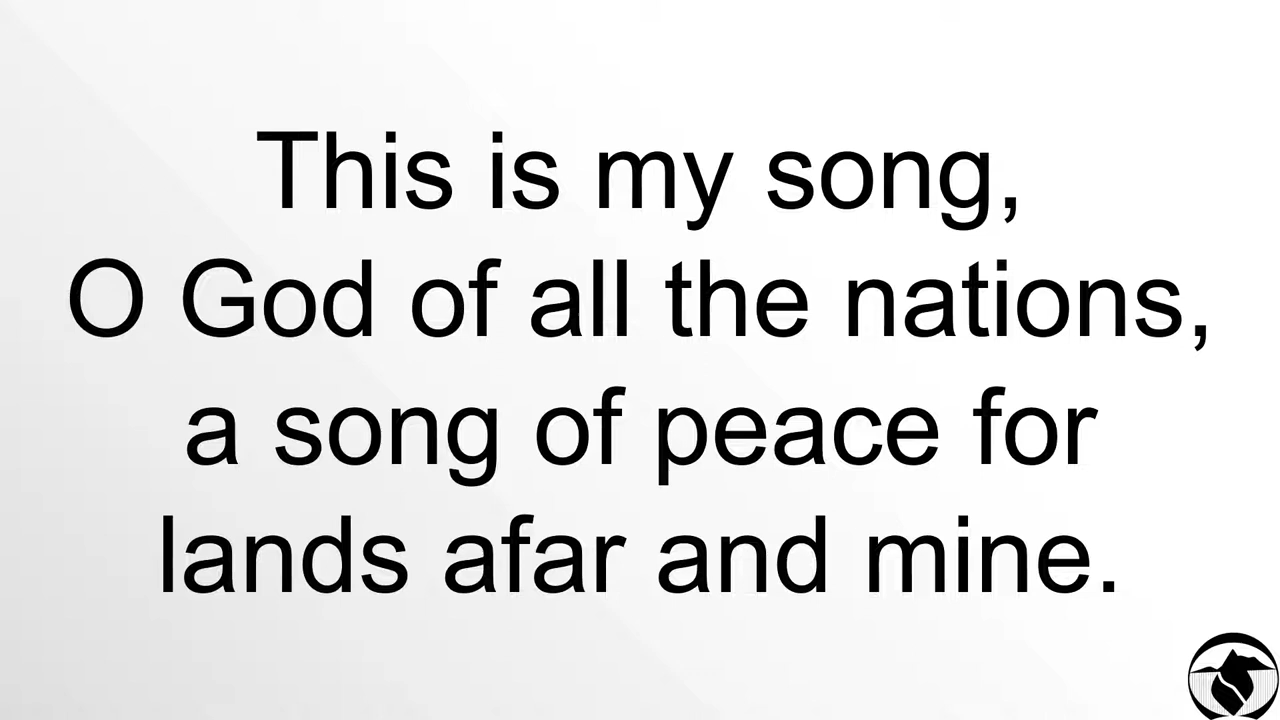 This is my song,
O God of all the nations,
a song of peace for
lands afar and mine.